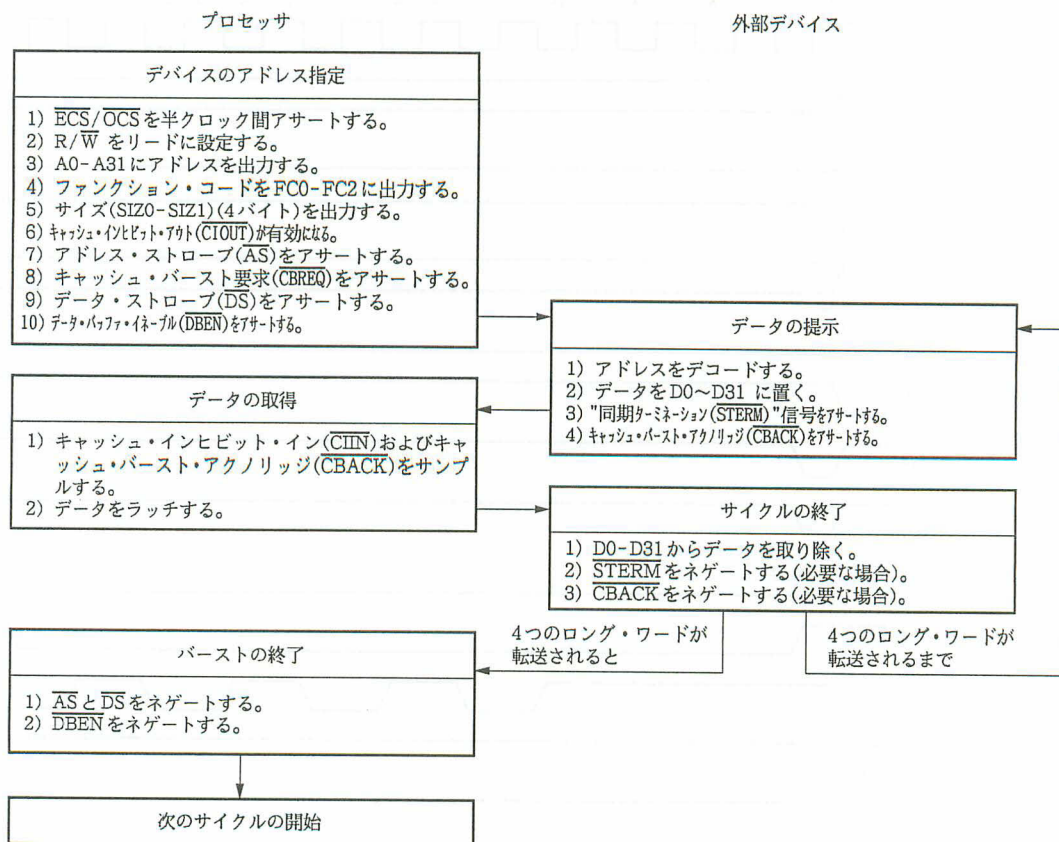 プロセッサ
外部デバイス
デバイスのアドレス指定
1) ECS/OCSを半クロック間アサートする。
2) R/W をリードに設定する。
3) A0-A31にアドレスを出力する。
4) ファンクション・コードをFC0-FC2に出力する。
5) サイズ(SIZ0-SIZ1)(4バイト)を出力する。
6) キャッシュ・インヒビット・アウト(CIOUT)が有効になる。
7) アドレス・ストローブ(AS)をアサートする。
8) キャッシュ・バースト要求(CBREQ)をアサートする。
9) データ・ストローブ(DS)をアサートする。
10) データ・バッファ・イネーブル(DBEN)をアサートする。
データの提示
1) アドレスをデコードする。
2) データをD0～D31 に置く。
3) "同期ターミネーション(STERM)"信号をアサートする。
4) キャッシュ・バースト・アクノリッジ(CBACK)をアサートする。
データの取得
1) キャッシュ・インヒビット・イン(CIIN)およびキャ
ッシュ・バースト・アクノリッジ(CBACK)をサンプ
ルする。
2) データをラッチする。
サイクルの終了
1) D0-D31からデータを取り除く。
2) STERMをネゲートする(必要な場合)。
3) CBACKをネゲートする(必要な場合)。
4つのロング・ワードが
転送されると
4つのロング・ワードが
転送されるまで
バーストの終了
1) ASとDSをネゲートする。
2) DBENをネゲートする。
次のサイクルの開始